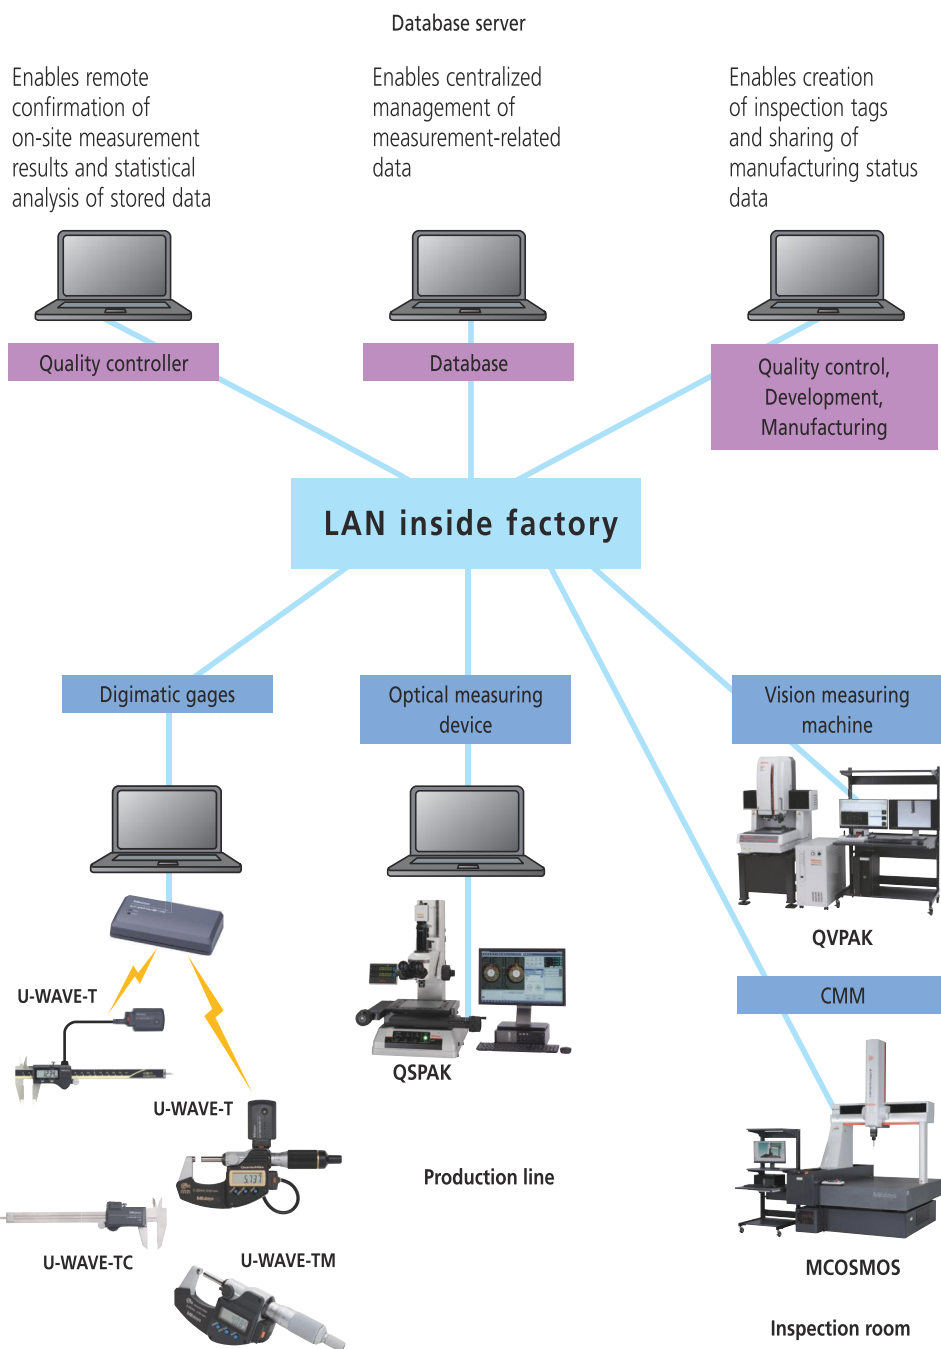 Database server
Enables remote
confirmation of
on-site measurement
results and statistical
analysis of stored data
Enables centralized
management of
measurement-related
data
Enables creation
of inspection tags
and sharing of
manufacturing status
data
Quality controller
Database
Quality control,
Development,
Manufacturing
LAN inside factory
Digimatic gages
Optical measuring
device
Vision measuring
machine
QVPAK
U-WAVE-T
CMM
QSPAK
U-WAVE-T
Production line
U-WAVE-TC
U-WAVE-TM
MCOSMOS
Inspection room